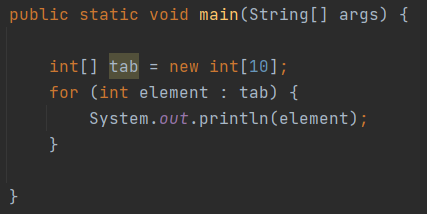 public static void main(String[] args) {
int[] tab = new int[10];
for (int element : tab) {
System.out.println(element);
}
}